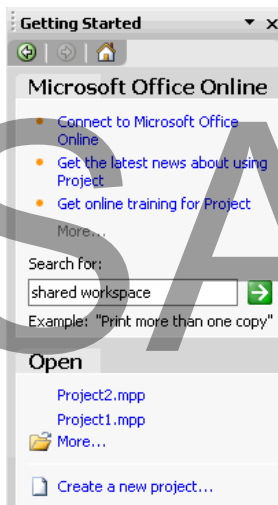 Getting Started
Microsoft Office Online
Connect to Microsoft Office
Online
Get the latest news about using
Project
Get online training for Project
More...
Search for:
shared workspace
Example: "Print more than one copy"
Open
Project2.mpp
Project1.mpp
More...
Create a new project...
SA